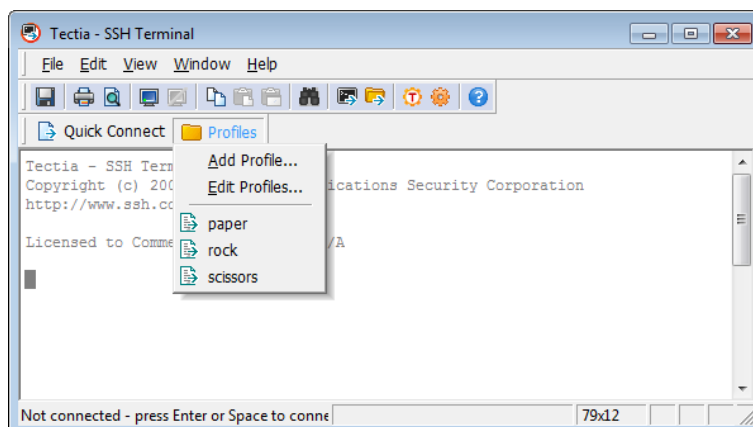 Tectia - SSH Terminal
File Edit View Window Help
Quick Connect Profiles
Add Profile...
Edit Profiles...
paper
rock
scissors
Tectia - SSH Term
Copyright (c) 200 ications Security Corporation
http://www.ssh.co
Licensed to Comme /A
Not connected - press Enter or Space to conne 79x12